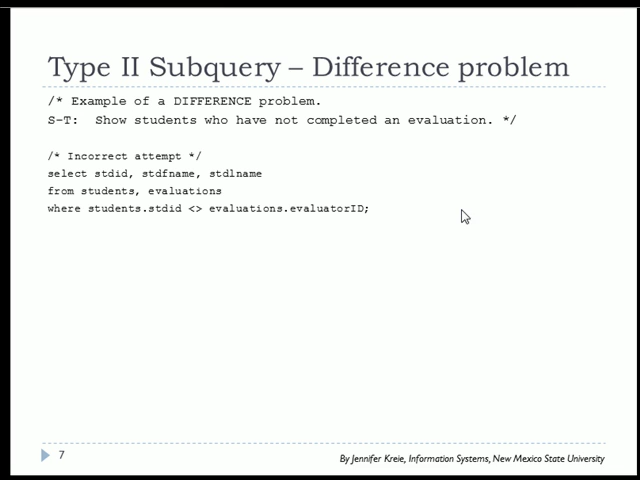 Type II Subquery – Difference problem
/* Example of a DIFFERENCE problem.
S-T:  Show students who have not completed an evaluation. */
/* Incorrect attempt */
select stdid, stdfname, stdlname
from students, evaluations
where students.stdid <> evaluations.evaluatorID;
7
By Jennifer Kreie, Information Systems, New Mexico State University